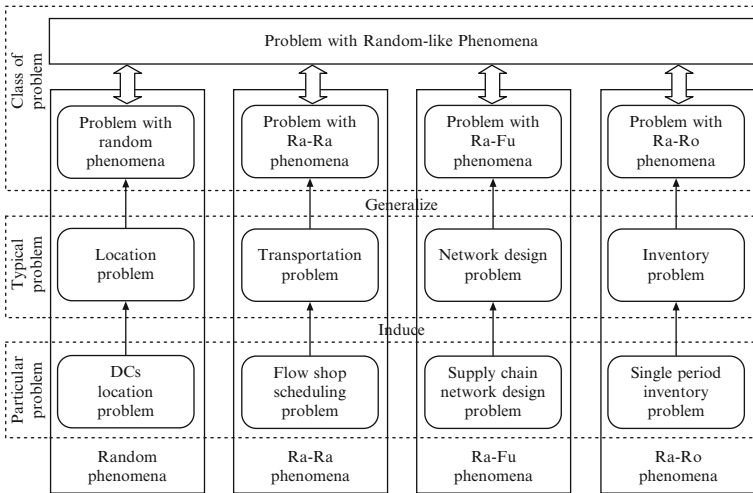 Problem with Random-like Phenomena
Class of
problem
Problem with
random
phenomena
Problem with
Ra-Ra
phenomena
Problem with
Ra-Fu
phenomena
Problem with
Ra-Ro
phenomena
Generalize
Typical
problem
Location
problem
Transportation
problem
Network design
problem
Inventory
problem
Induce
Particular
problem
DCs
location
problem
Flow shop
scheduling
problem
Supply chain
network design
problem
Single period
inventory
problem
Random
phenomena
Ra-Ra
phenomena
Ra-Fu
phenomena
Ra-Ro
phenomena